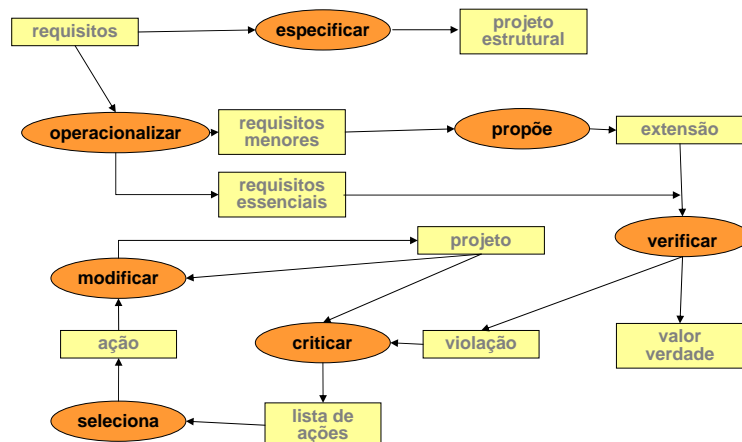 requisitos
especificar
projeto
estrutural
operacionalizar
requisitos
menores
propõe
extensão
requisitos
essenciais
verificar
projeto
modificar
ação
criticar
violação
valor
verdade
seleciona
lista de
ações